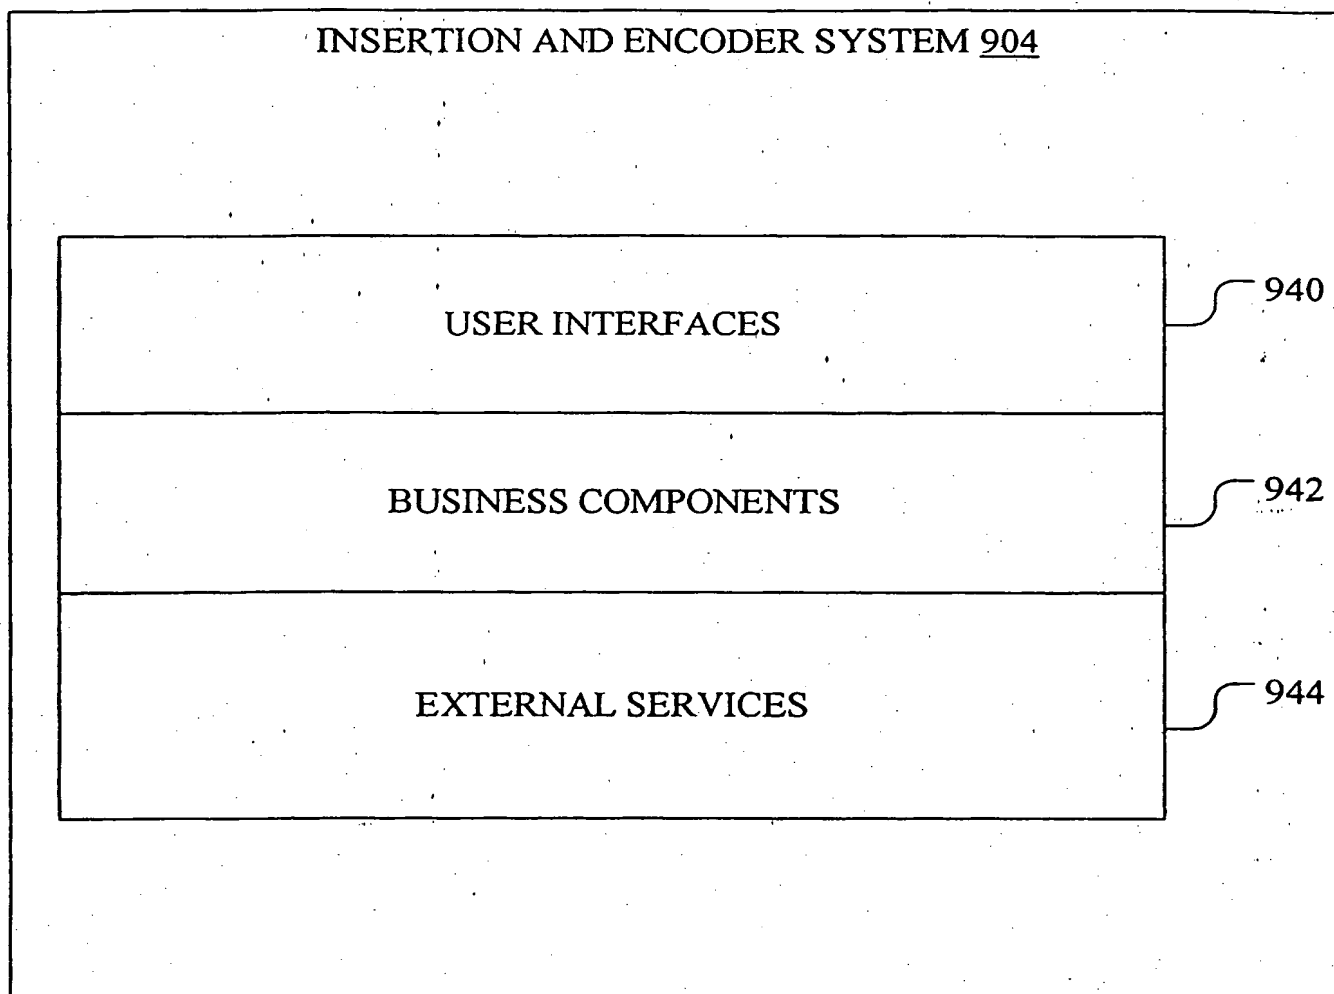 INSERTION AND ENCODER SYSTEM 904
USER INTERFACES
940
BUSINESS COMPONENTS
942
EXTERNAL SERVICES
944